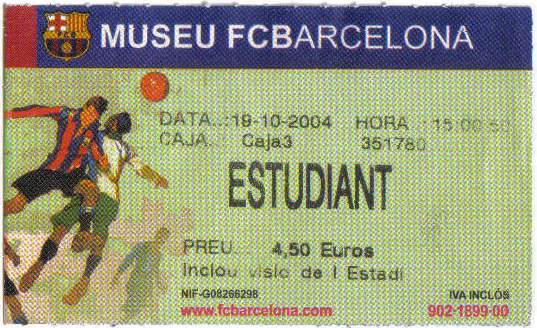 MUSEU FCBARCELONA
DATA..:19-10-2004 HORA :15:00:50
CAJA.. Caja3 351780
ESTUDIANT
PREU... 4,50 Euros
Inclou visio de l Estadi
NIF-G08266298 IVA INCLÒS
www.fcbarcelona.com 902-1899-00